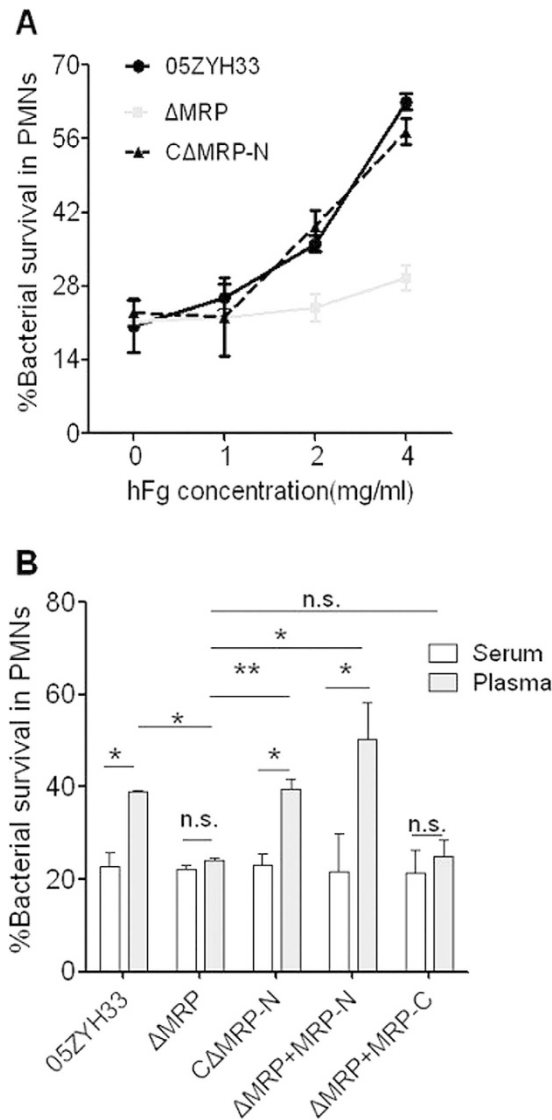 A
%Bacterial survival in PMNs
70
56
42
28
14
0
05ZYH33
ΔMRP
CΔMRP-N
0 1 2 4
hFg concentration(mg/ml)
B
%Bacterial survival in PMNs
80
60
40
20
0
n.s.
*
**
*
*
*
n.s.
*
*
n.s.
Serum
Plasma
05ZYH33
ΔMRP
CΔMRP-N
ΔMRP+MRP-N
ΔMRP+MRP-C